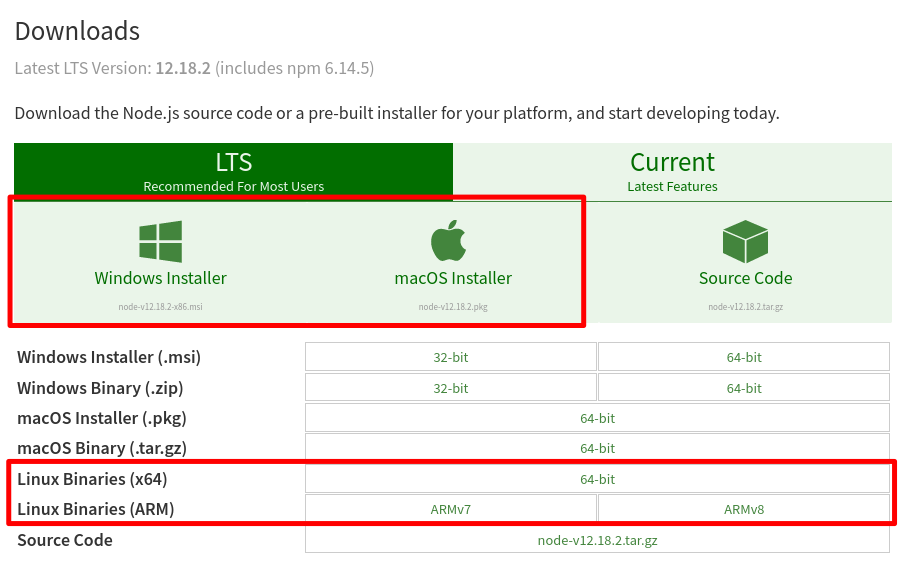 Downloads
Latest LTS Version: 12.18.2 (includes npm 6.14.5)
Download the Node.js source code or a pre-built installer for your platform, and start developing today.
LTS
Recommended For Most Users
Current
Latest Features
Windows Installer
node-v12.18.2-x86.msi
macOS Installer
node-v12.18.2.pkg
Source Code
node-v12.18.2.tar.gz
Windows Installer (.msi) 32-bit 64-bit
Windows Binary (.zip) 32-bit 64-bit
macOS Installer (.pkg) 64-bit
macOS Binary (.tar.gz) 64-bit
Linux Binaries (x64) 64-bit
Linux Binaries (ARM) ARMv7 ARMv8
Source Code node-v12.18.2.tar.gz